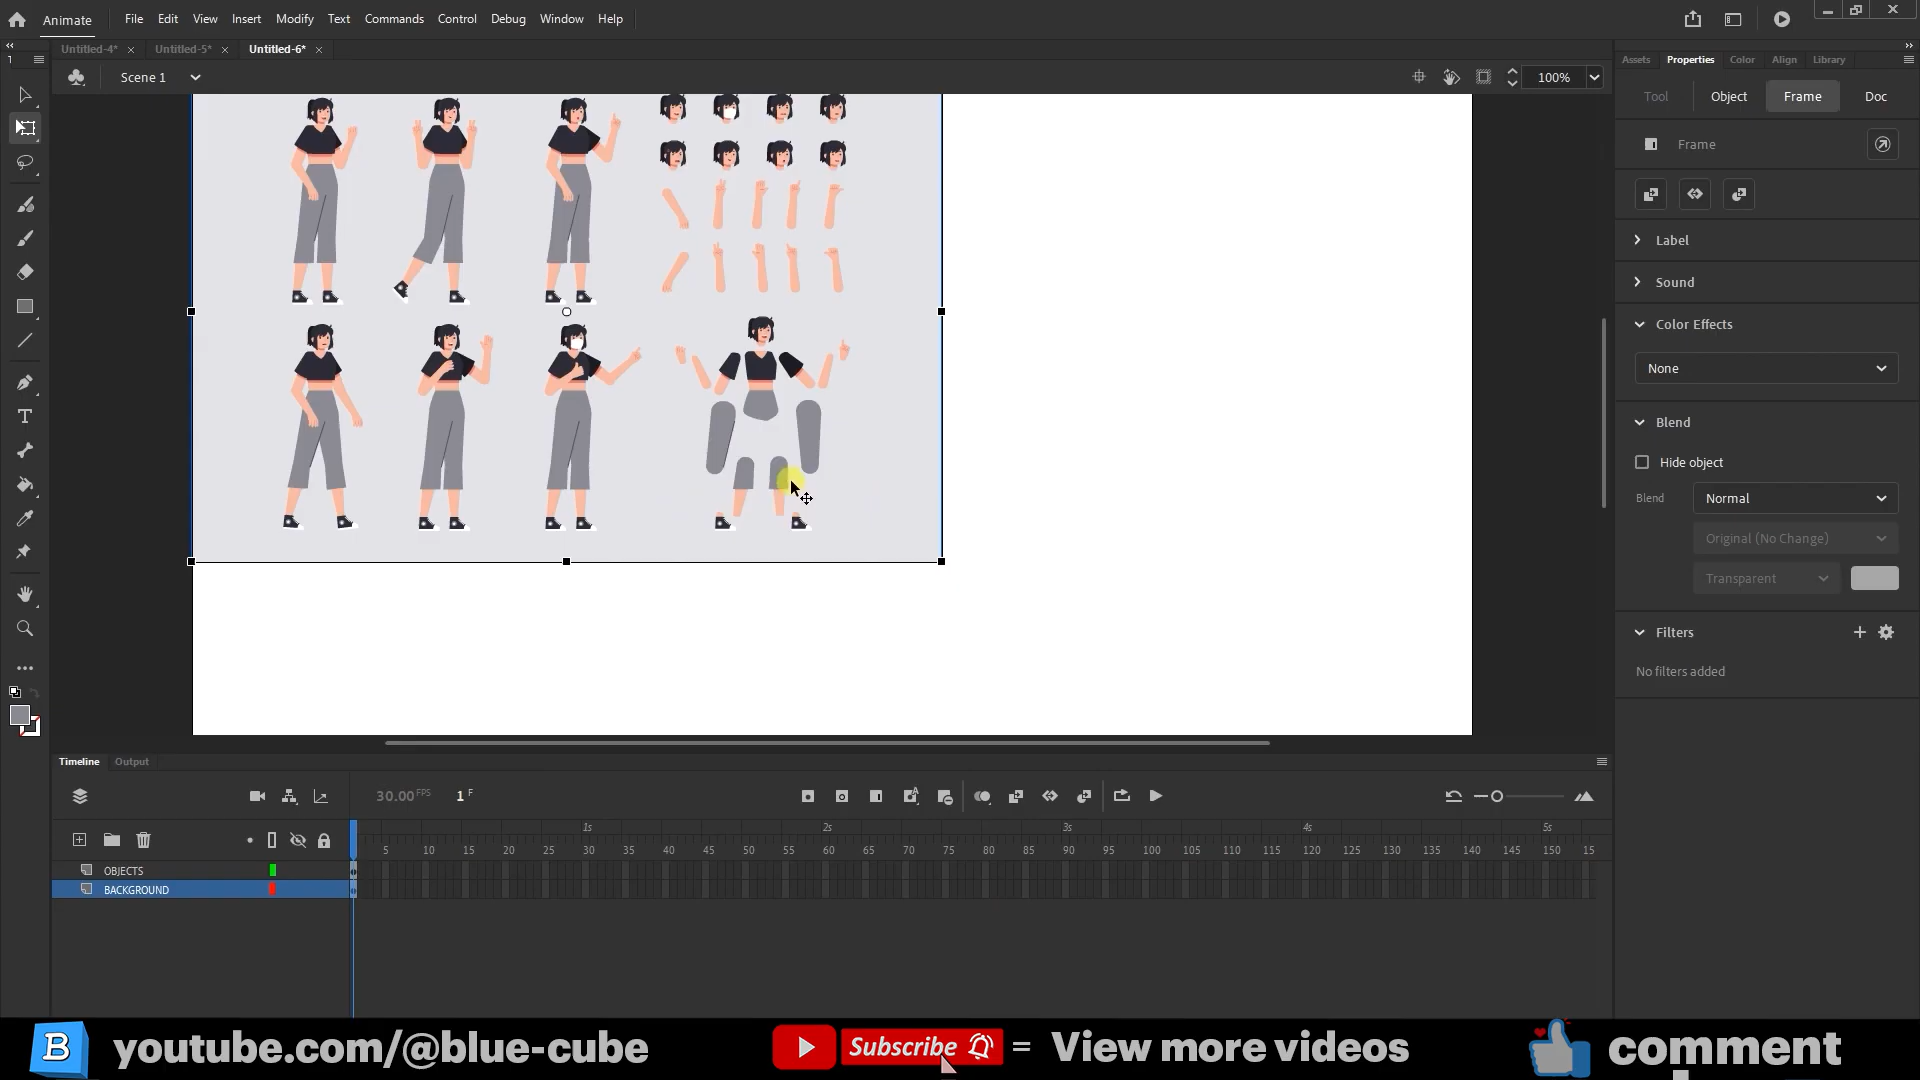 Animate File Edit View Insert Modify Text Commands Control Debug Window Help
Untitled-4* Untitled-5* Untitled-6*
Assets Properties Color Align Library
Scene 1 100%
Tool Object Frame Doc
Frame
Label
Sound
Color Effects
None
Blend
Hide object
Blend Normal
Original (No Change)
Transparent
Filters
No filters added
Timeline Output
30.00 FPS 1 F
1s 2s 3s 4s 5s
5 10 15 20 25 30 35 40 45 50 55 60 65 70 75 80 85 90 95 100 105 110 115 120 125 130 135 140 145 150 15
OBJECTS
BACKGROUND
B youtube.com/@blue-cube Subscribe = View more videos comment